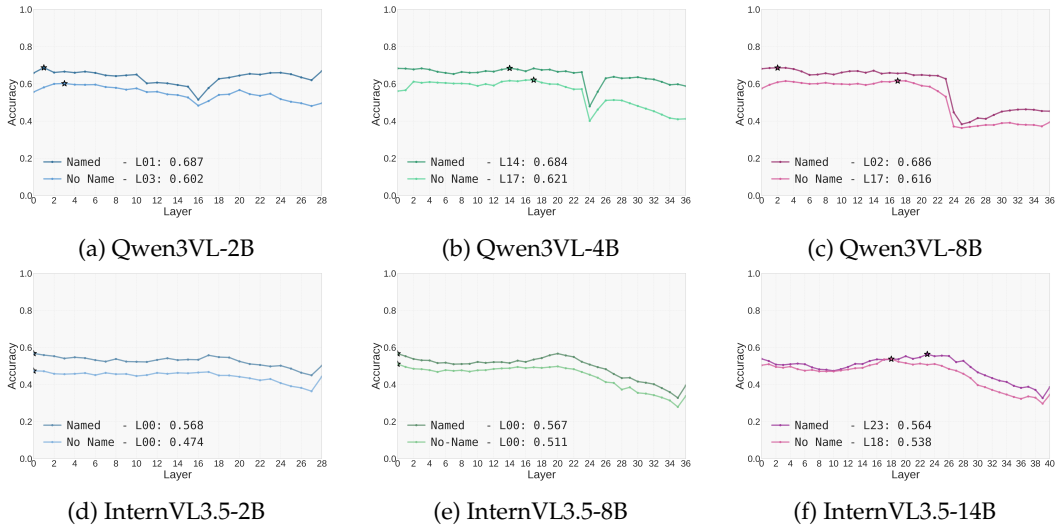 1.0
0.8
0.6
0.4
0.2
0.0
Accuracy
Named - L01: 0.687
No Name - L03: 0.602
0 2 4 6 8 10 12 14 16 18 20 22 24 26 28
Layer
(a) Qwen3VL-2B
1.0
0.8
0.6
0.4
0.2
0.0
Accuracy
Named - L14: 0.684
No Name - L17: 0.621
0 2 4 6 8 10 12 14 16 18 20 22 24 26 28 30 32 34 36
Layer
(b) Qwen3VL-4B
1.0
0.8
0.6
0.4
0.2
0.0
Accuracy
Named - L02: 0.686
No Name - L17: 0.616
0 2 4 6 8 10 12 14 16 18 20 22 24 26 28 30 32 34 36
Layer
(c) Qwen3VL-8B
1.0
0.8
0.6
0.4
0.2
0.0
Accuracy
Named - L00: 0.568
No Name - L00: 0.474
0 2 4 6 8 10 12 14 16 18 20 22 24 26 28
Layer
(d) InternVL3.5-2B
1.0
0.8
0.6
0.4
0.2
0.0
Accuracy
Named - L00: 0.567
No-Name - L00: 0.511
0 2 4 6 8 10 12 14 16 18 20 22 24 26 28 30 32 34 36
Layer
(e) InternVL3.5-8B
1.0
0.8
0.6
0.4
0.2
0.0
Accuracy
Named - L23: 0.564
No Name - L18: 0.538
0 2 4 6 8 10 12 14 16 18 20 22 24 26 28 30 32 34 36 38 40
Layer
(f) InternVL3.5-14B